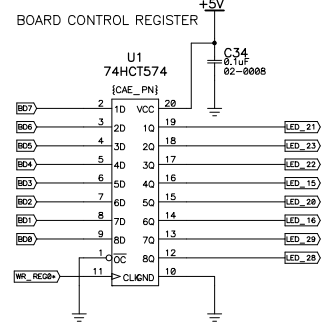 +5V
BOARD CONTROL REGISTER
C34
0.1uF
02-0008
U1
74HCT574
{CAE_PN}
BD7 2 1D VCC 20
BD6 3 2D 1Q 19 LED_21
BD5 4 3D 2Q 18 LED_23
BD4 5 4D 3Q 17 LED_22
BD3 6 5D 4Q 16 LED_15
BD2 7 6D 5Q 15 LED_20
BD1 8 7D 6Q 14 LED_16
BD0 9 8D 7Q 13 LED_29
1 OC 8Q 12 LED_28
WR_REG0* 11 CLK GND 10